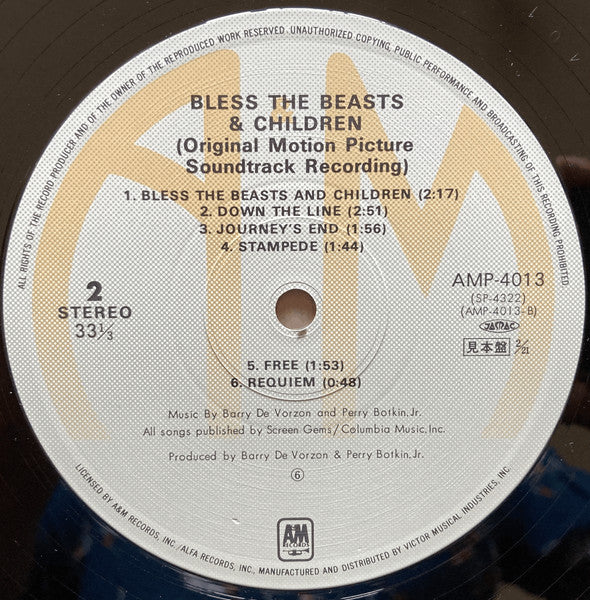 ALL RIGHTS OF THE RECORD PRODUCER AND OF THE OWNER OF THE REPRODUCED WORK RESERVED. UNAUTHORIZED COPYING, PUBLIC PERFORMANCE AND BROADCASTING OF THIS RECORDING PROHIBITED.
BLESS THE BEASTS
& CHILDREN
(Original Motion Picture
Soundtrack Recording)
1. BLESS THE BEASTS AND CHILDREN (2:17)
2. DOWN THE LINE (2:51)
3. JOURNEY'S END (1:56)
4. STAMPEDE (1:44)
2
STEREO
33 1/3
AMP-4013
(SP-4322)
(AMP-4013-B)
JASRAC
見本盤 2/21
5. FREE (1:53)
6. REQUIEM (0:48)
Music By Barry De Vorzon and Perry Botkin, Jr.
All songs published by Screen Gems/Columbia Music, Inc.
Produced by Barry De Vorzon & Perry Botkin, Jr.
⑥
A&M
RECORDS
LICENSED BY A&M RECORDS, INC./ALFA RECORDS, INC. MANUFACTURED AND DISTRIBUTED BY VICTOR MUSICAL INDUSTRIES, INC.